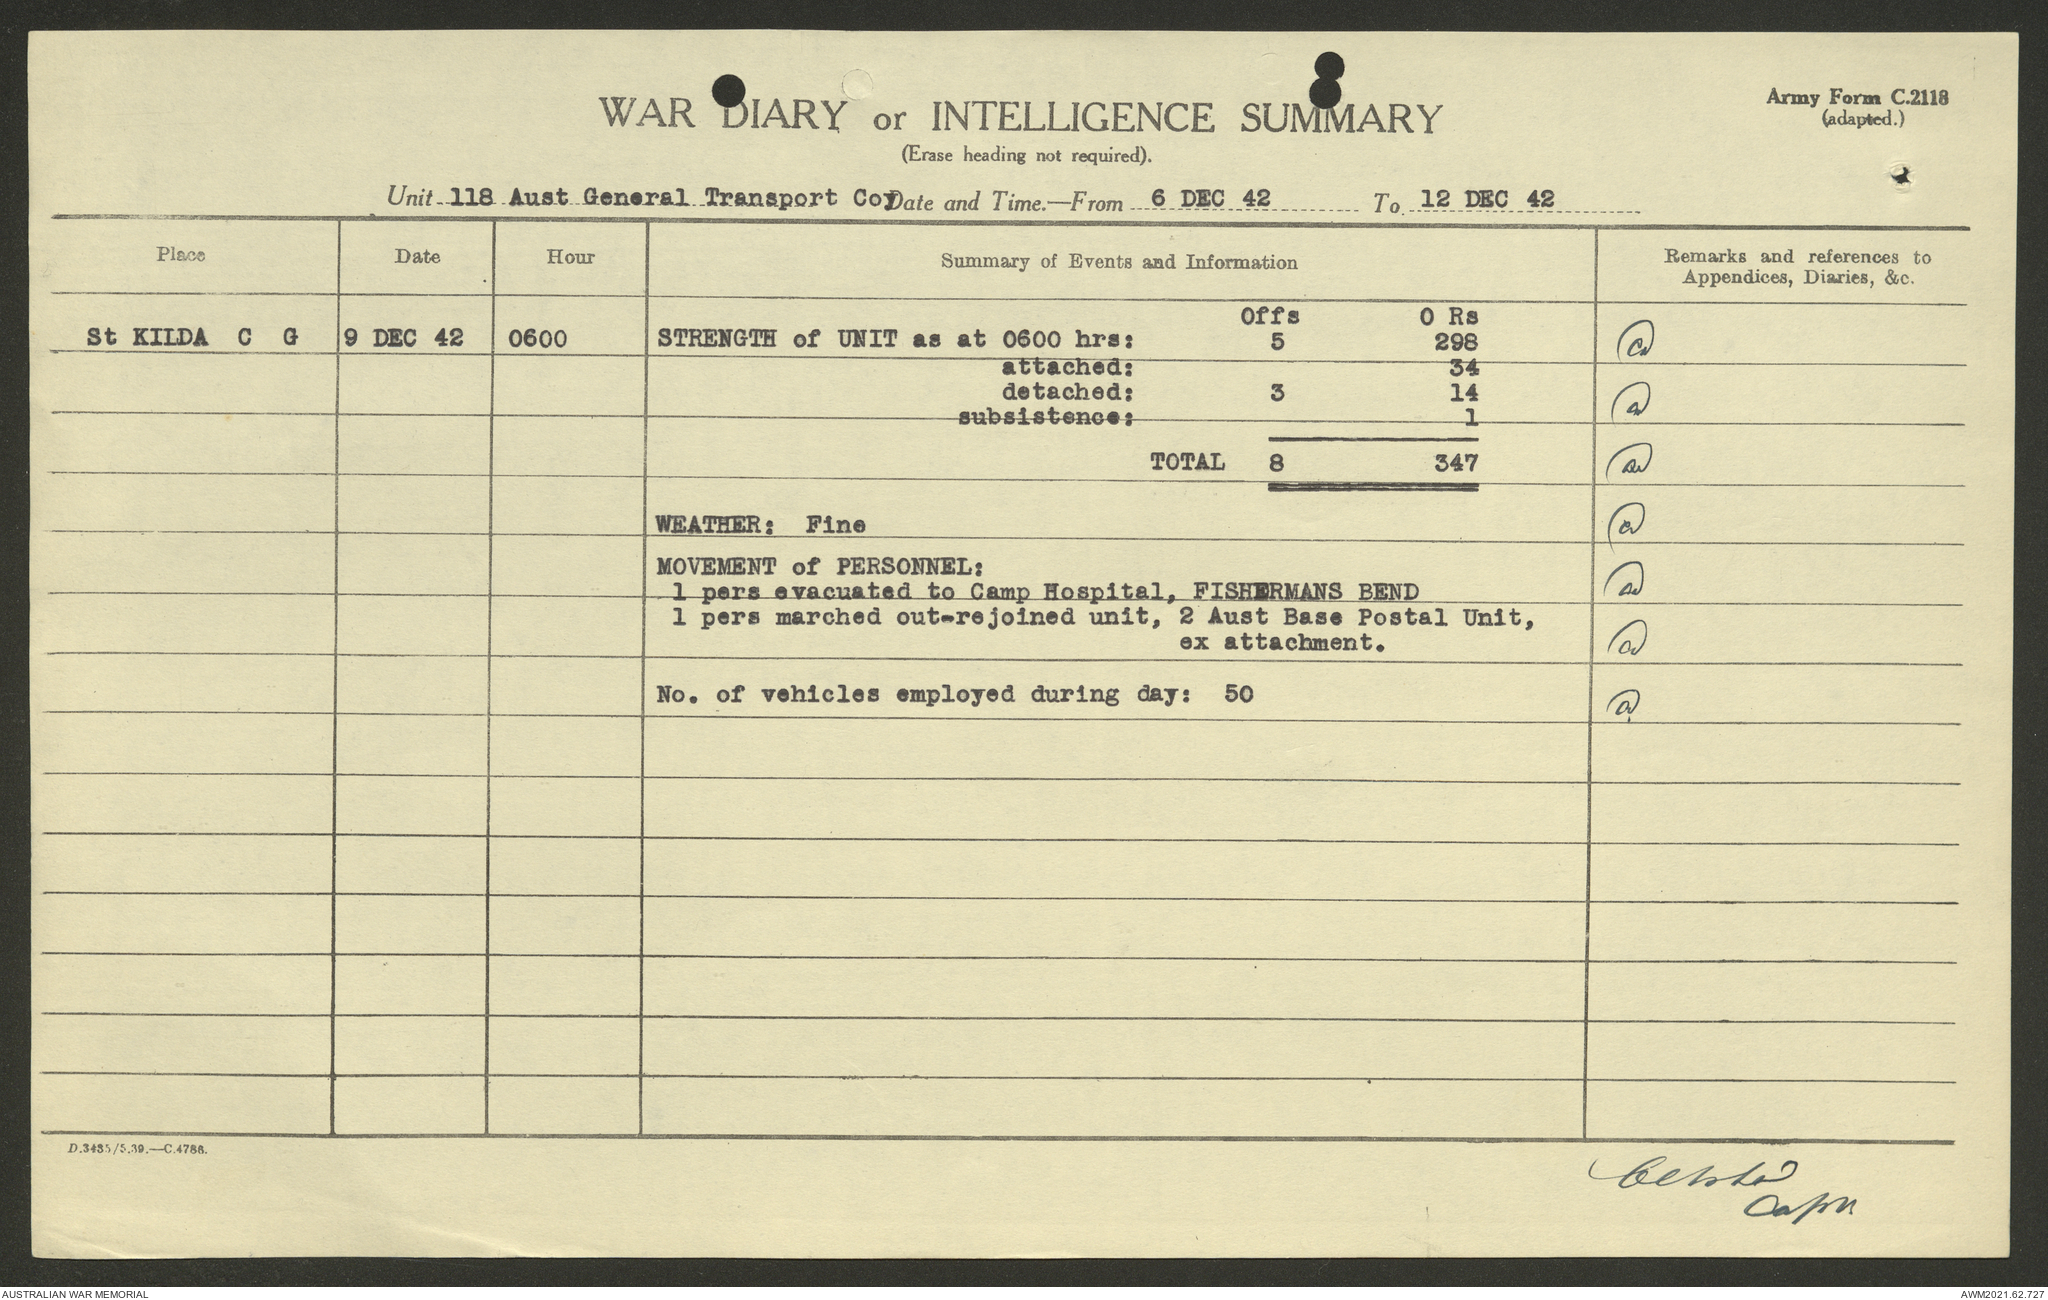 WAR DIARY or INTELLIGENCE SUMMARY
Army Form C.2118
(adapted.)
(Erase heading not required).
Unit 118 Aust General Transport Coy Date and Time.—From 6 DEC 42 To 12 DEC 42
Place Date Hour Summary of Events and Information Remarks and references to
Appendices, Diaries, &c.
Offs O Rs
St KILDA C G 9 DEC 42 0600 STRENGTH of UNIT as at 0600 hrs: 5 298
attached: 34
detached: 3 14
subsistence: 1
TOTAL 8 347
WEATHER: Fine
MOVEMENT of PERSONNEL:
1 pers evacuated to Camp Hospital, FISHERMANS BEND
1 pers marched out-rejoined unit, 2 Aust Base Postal Unit,
ex attachment.
No. of vehicles employed during day: 50
D.3435/5.39.—C.4786.
Capt
AUSTRALIAN WAR MEMORIAL
AWM2021.62.727